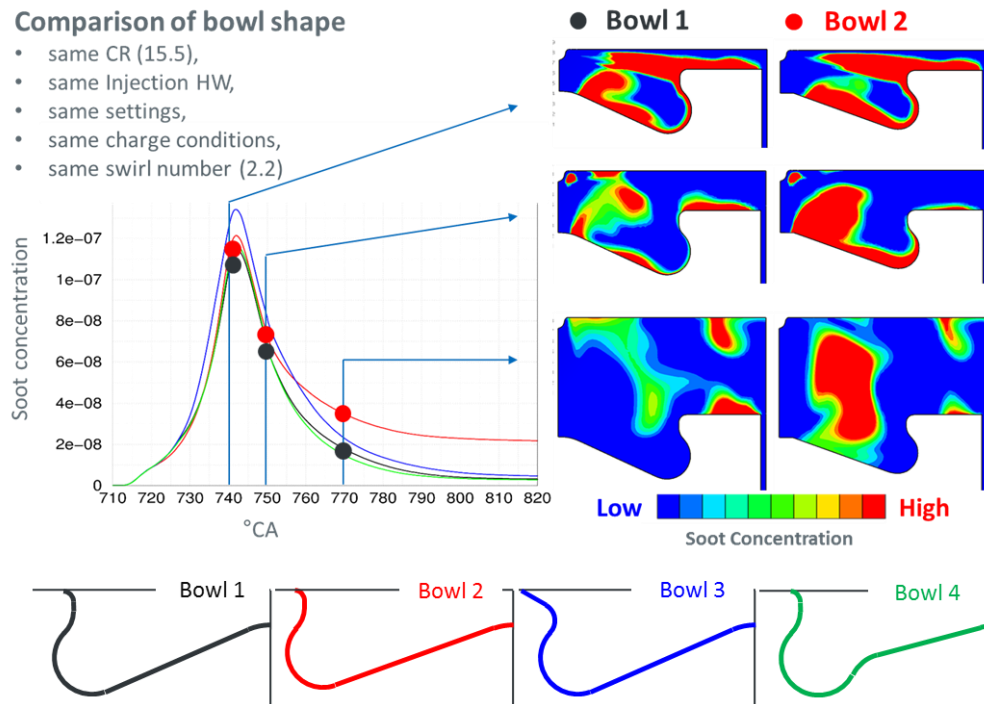 Comparison of bowl shape
• same CR (15.5),
• same Injection HW,
• same settings,
• same charge conditions,
• same swirl number (2.2)
Bowl 1
Bowl 2
Soot concentration
1.2e−07
1e−07
8e−08
6e−08
4e−08
2e−08
0
710 720 730 740 750 760 770 780 790 800 810 820
°CA
Low
High
Soot Concentration
Bowl 1
Bowl 2
Bowl 3
Bowl 4